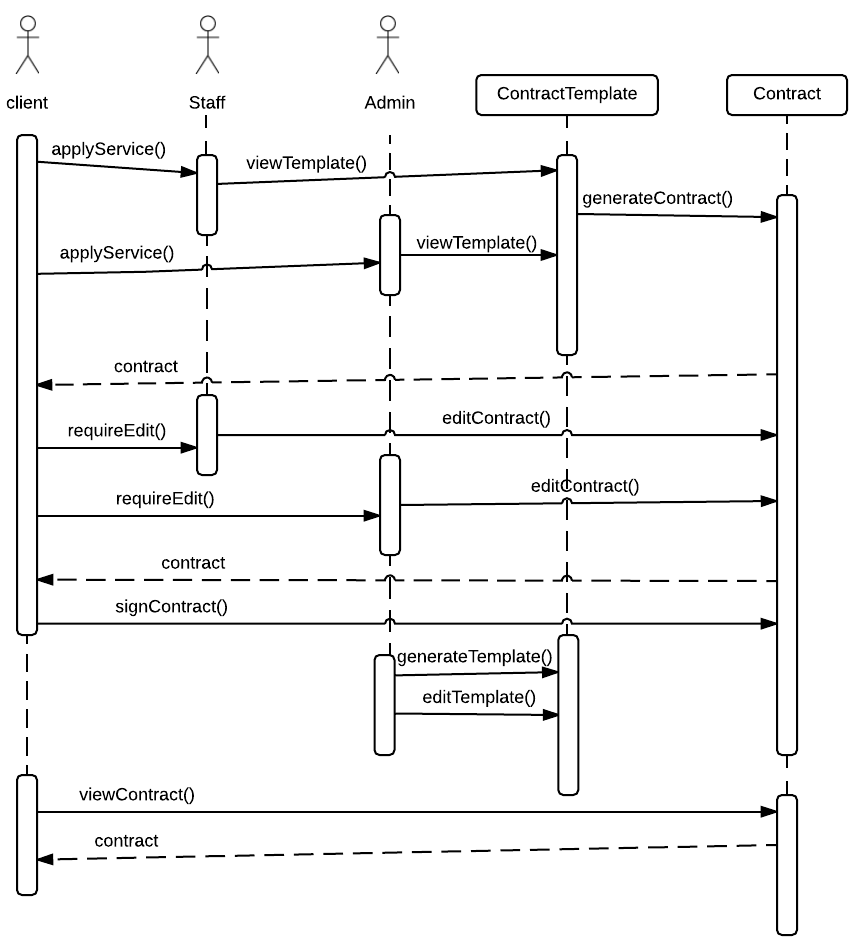 client
Staff
Admin
ContractTemplate
Contract
applyService()
viewTemplate()
generateContract()
applyService()
viewTemplate()
contract
requireEdit()
editContract()
requireEdit()
editContract()
contract
signContract()
generateTemplate()
editTemplate()
viewContract()
contract